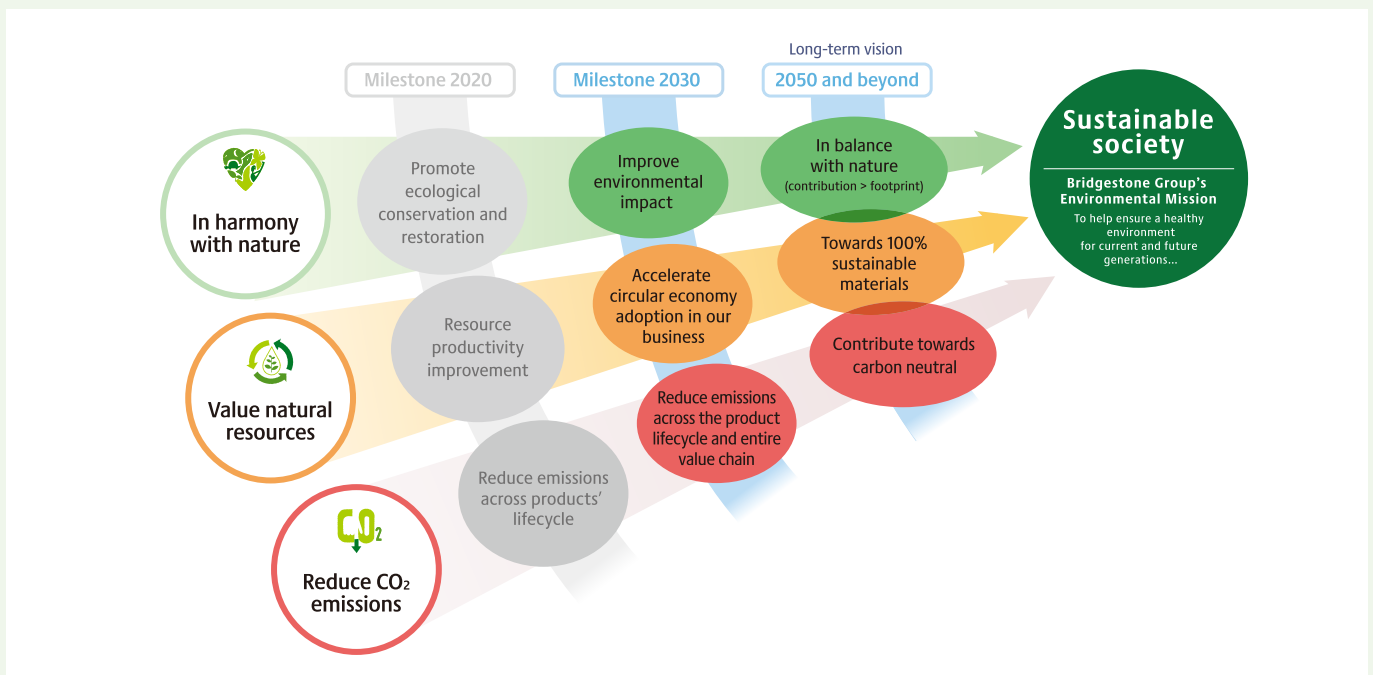 Long-term vision
Milestone 2020
Milestone 2030
2050 and beyond
In harmony
with nature
Promote
ecological
conservation and
restoration
Improve
environmental
impact
In balance
with nature
(contribution > footprint)
Value natural
resources
Resource
productivity
improvement
Accelerate
circular economy
adoption in our
business
Towards 100%
sustainable
materials
CO2
Reduce CO2
emissions
Reduce emissions
across products’
lifecycle
Reduce emissions
across the product
lifecycle and entire
value chain
Contribute towards
carbon neutral
Sustainable
society
Bridgestone Group’s
Environmental Mission
To help ensure a healthy
environment
for current and future
generations...